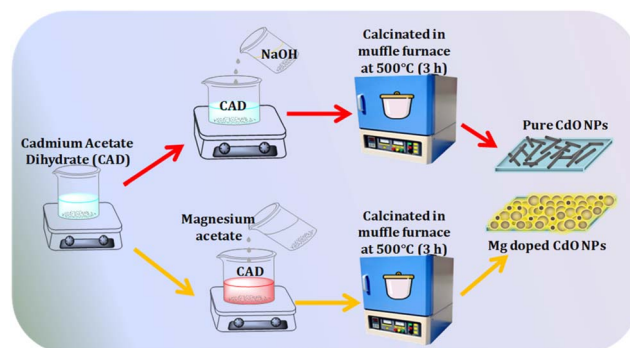 NaOH
CAD
Calcinated in
muffle furnace
at 500°C (3 h)
Cadmium Acetate
Dihydrate (CAD)
Pure CdO NPs
Magnesium
acetate
CAD
Calcinated in
muffle furnace
at 500°C (3 h)
Mg doped CdO NPs